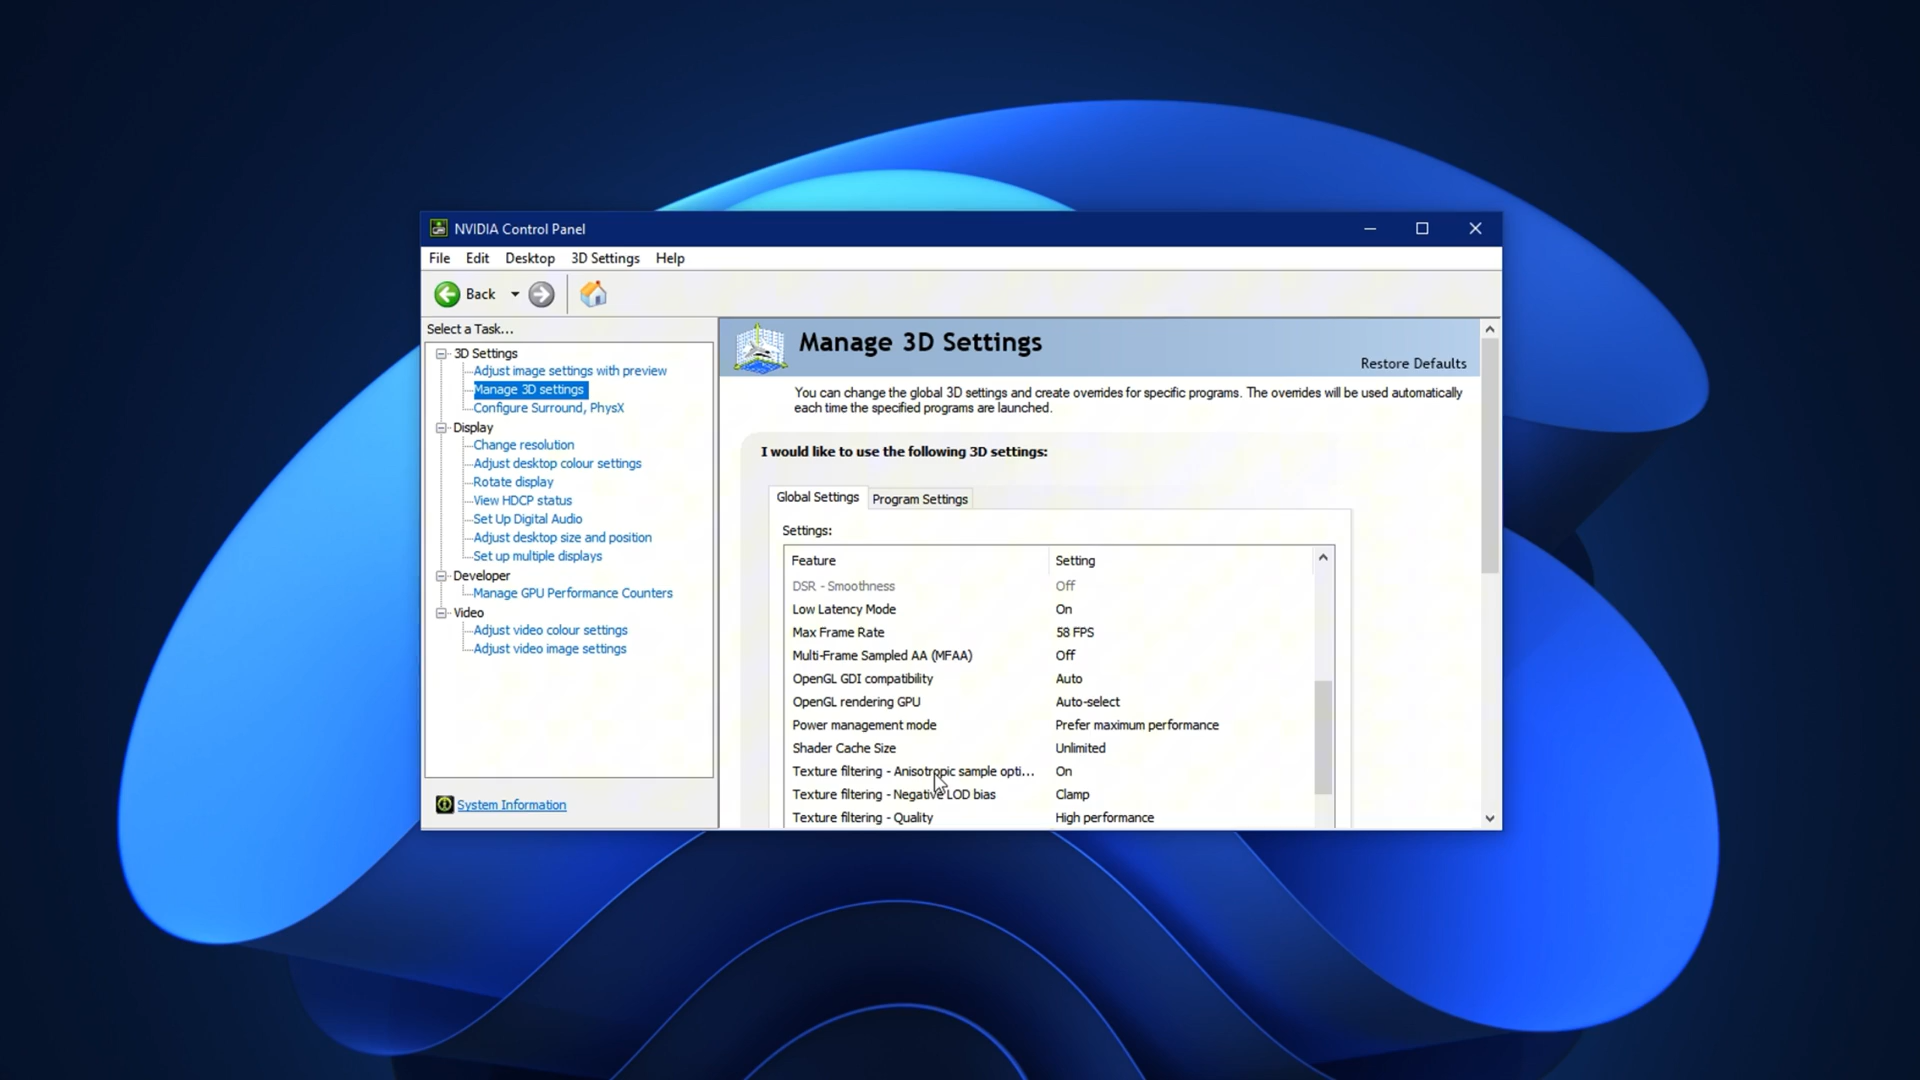 NVIDIA Control Panel
File Edit Desktop 3D Settings Help
Back
Select a Task...
3D Settings
Adjust image settings with preview
Manage 3D settings
Configure Surround, PhysX
Display
Change resolution
Adjust desktop colour settings
Rotate display
View HDCP status
Set Up Digital Audio
Adjust desktop size and position
Set up multiple displays
Developer
Manage GPU Performance Counters
Video
Adjust video colour settings
Adjust video image settings
System Information
Manage 3D Settings
Restore Defaults
You can change the global 3D settings and create overrides for specific programs. The overrides will be used automatically
each time the specified programs are launched.
I would like to use the following 3D settings:
Global Settings Program Settings
Settings:
Feature Setting
DSR - Smoothness Off
Low Latency Mode On
Max Frame Rate 58 FPS
Multi-Frame Sampled AA (MFAA) Off
OpenGL GDI compatibility Auto
OpenGL rendering GPU Auto-select
Power management mode Prefer maximum performance
Shader Cache Size Unlimited
Texture filtering - Anisotropic sample opti... On
Texture filtering - Negative LOD bias Clamp
Texture filtering - Quality High performance